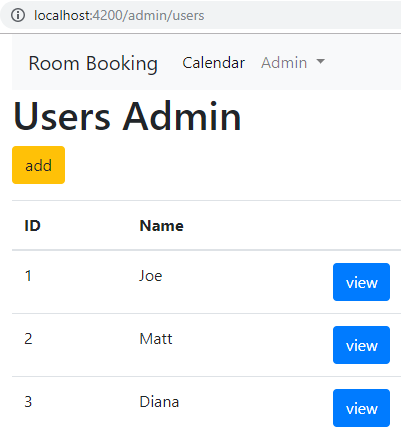 localhost:4200/admin/users
Room Booking Calendar Admin
Users Admin
add
ID Name
1 Joe view
2 Matt view
3 Diana view